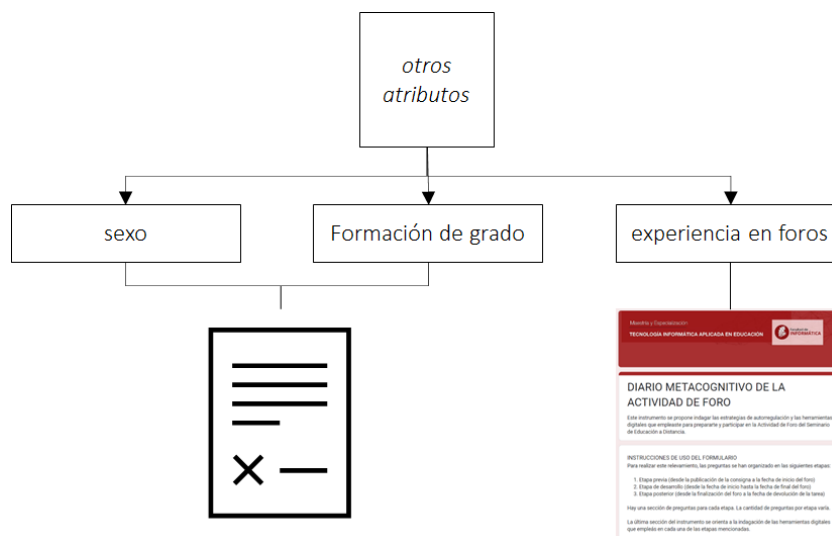 otros
atributos
sexo
Formación de grado
experiencia en foros
Maestría y Especialización
TECNOLOGÍA INFORMÁTICA APLICADA EN EDUCACIÓN
INFORMÁTICA
DIARIO METACOGNITIVO DE LA
ACTIVIDAD DE FORO
Este instrumento se propone indagar las estrategias de autorregulación y las herramientas
digitales que empleaste para prepararte y participar en la Actividad de Foro del Seminario
de Educación a Distancia.
INSTRUCCIONES DE USO DEL FORMULARIO
Para realizar este relevamiento, las preguntas se han organizado en las siguientes etapas:
1. Etapa previa (desde la publicación de la consigna a la fecha de inicio del foro)
2. Etapa de desarrollo (desde la fecha de inicio hasta la fecha de final del foro)
3. Etapa posterior (desde la finalización del foro a la fecha de devolución de la tarea)
Hay una sección de preguntas para cada etapa. La cantidad de preguntas por etapa varía.
La última sección del instrumento se orienta a la indagación de las herramientas digitales
que empleás en cada una de las etapas mencionadas.